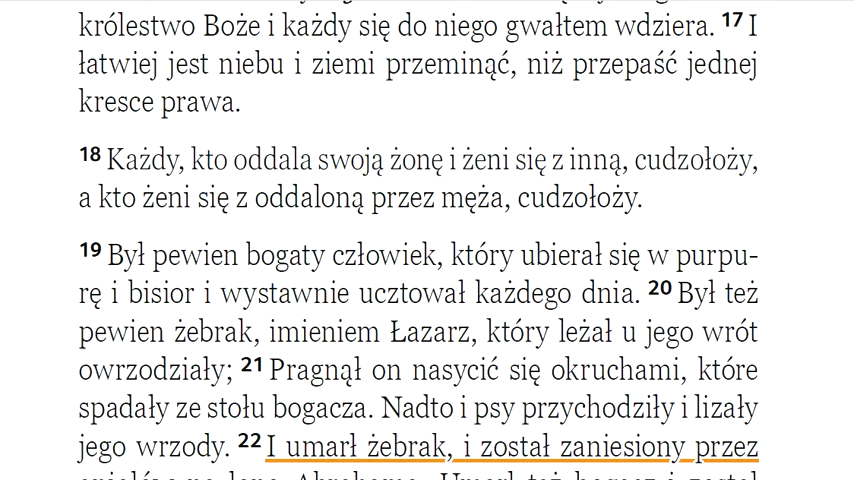 królestwo Boże i każdy się do niego gwałtem wdziera. 17 I
łatwiej jest niebu i ziemi przeminąć, niż przepaść jednej
kresce prawa.
18 Każdy, kto oddala swoją żonę i żeni się z inną, cudzołoży,
a kto żeni się z oddaloną przez męża, cudzołoży.
19 Był pewien bogaty człowiek, który ubierał się w purpu-
rę i bisior i wystawnie ucztował każdego dnia. 20 Był też
pewien żebrak, imieniem Łazarz, który leżał u jego wrót
owrzodziały; 21 Pragnął on nasycić się okruchami, które
spadały ze stołu bogacza. Nadto i psy przychodziły i lizały
jego wrzody. 22 I umarł żebrak, i został zaniesiony przez